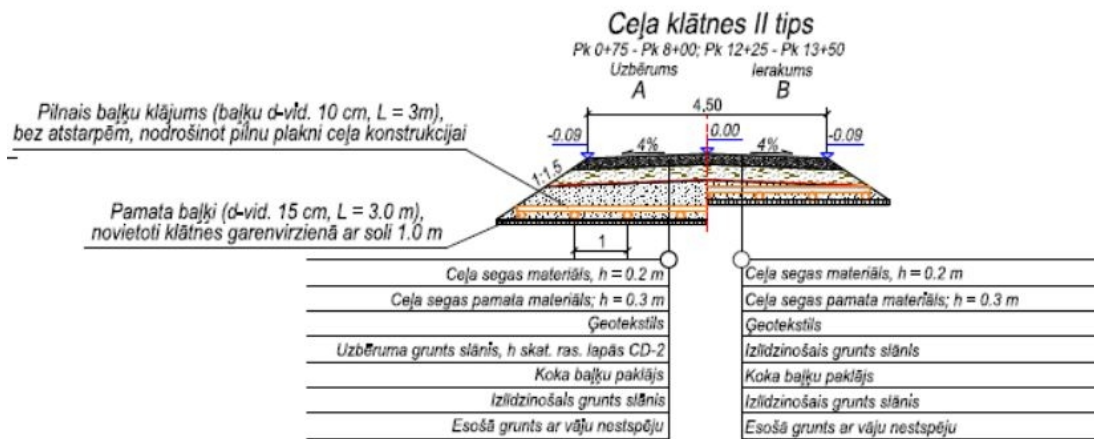 Ceļa klātnes II tips
Pk 0+75 - Pk 8+00; Pk 12+25 - Pk 13+50
Uzbērums
Ierakums
A
B
4,50
-0.09
0.00
-0.09
4%
4%
1:1.5
Pilnais baļķu klājums (baļķu d-vid. 10 cm, L = 3m),
bez atstarpēm, nodrošinot pilnu plakni ceļa konstrukcijai
Pamata baļķi (d-vid. 15 cm, L = 3.0 m),
novietoti klātnes garenvirzienā ar soli 1.0 m
1
Ceļa segas materiāls, h = 0.2 m
Ceļa segas pamata materiāls; h = 0.3 m
Ģeotekstils
Uzbēruma grunts slānis, h skat. ras. lapās CD-2
Koka baļķu paklājs
Izlīdzinošais grunts slānis
Esošā grunts ar vāju nestspēju
Ceļa segas materiāls, h = 0.2 m
Ceļa segas pamata materiāls; h = 0.3 m
Ģeotekstils
Izlīdzinošais grunts slānis
Koka baļķu paklājs
Izlīdzinošais grunts slānis
Esošā grunts ar vāju nestspēju